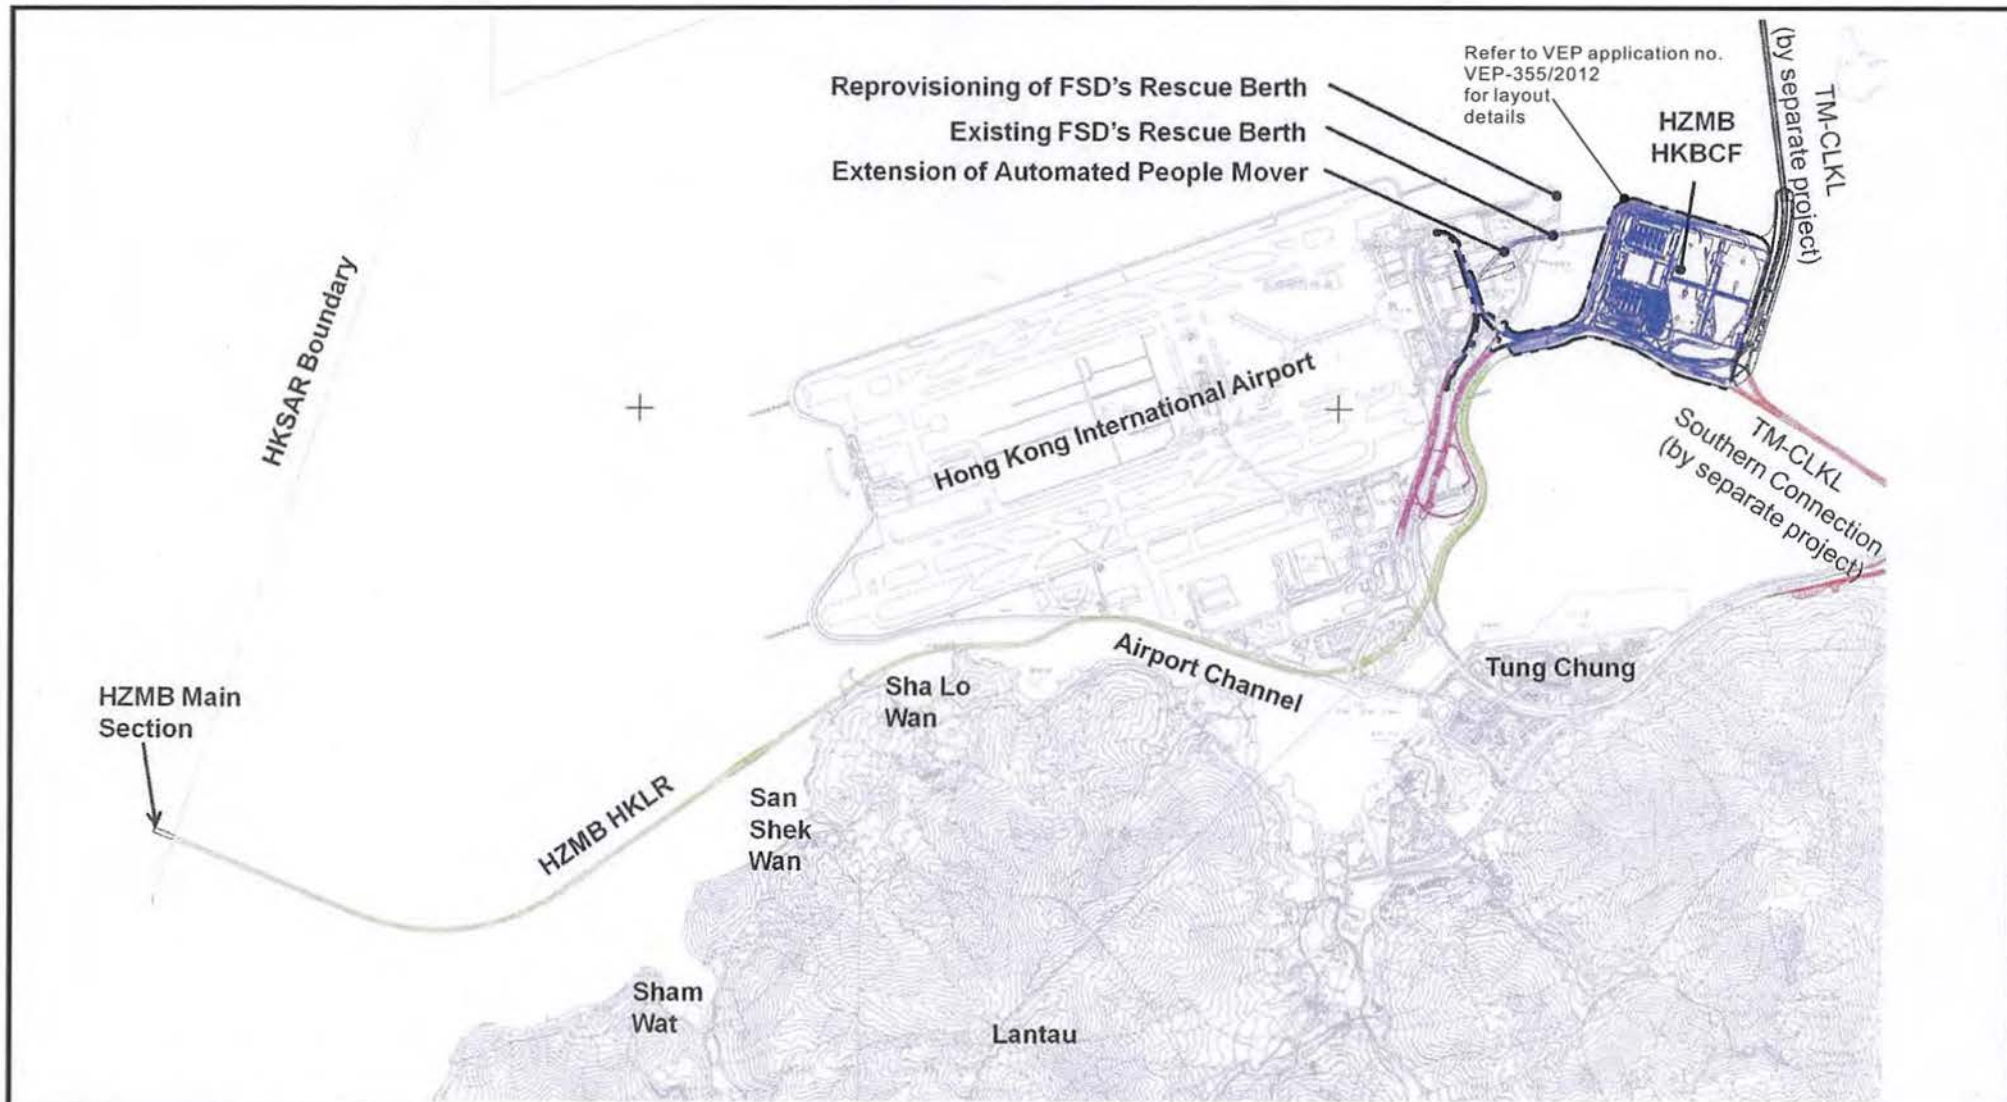 Reprovisioning of FSD's Rescue Berth
Existing FSD's Rescue Berth
Extension of Automated People Mover
Refer to VEP application no.
VEP-355/2012
for layout
details
HZMB
HKBCF
TM-CLKL
(by separate project)
HKSAR Boundary
Hong Kong International Airport
TM-CLKL
Southern Connection
(by separate project)
Airport Channel
Tung Chung
Sha Lo
Wan
HZMB Main
Section
HZMB HKLR
San
Shek
Wan
Sham
Wat
Lantau